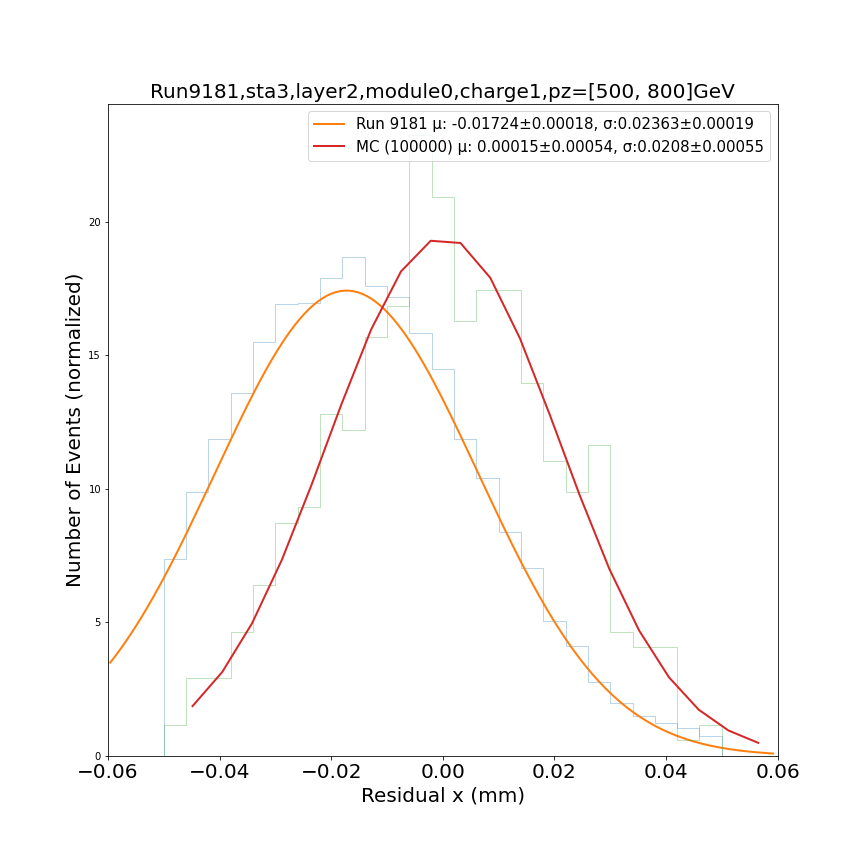 Run9181,sta3,layer2,module0,charge1,pz=[500, 800]GeV
Run 9181 μ: -0.01724±0.00018, σ:0.02363±0.00019
MC (100000) μ: 0.00015±0.00054, σ:0.0208±0.00055
Number of Events (normalized)
20
15
10
5
0
−0.06 −0.04 −0.02 0.00 0.02 0.04 0.06
Residual x (mm)